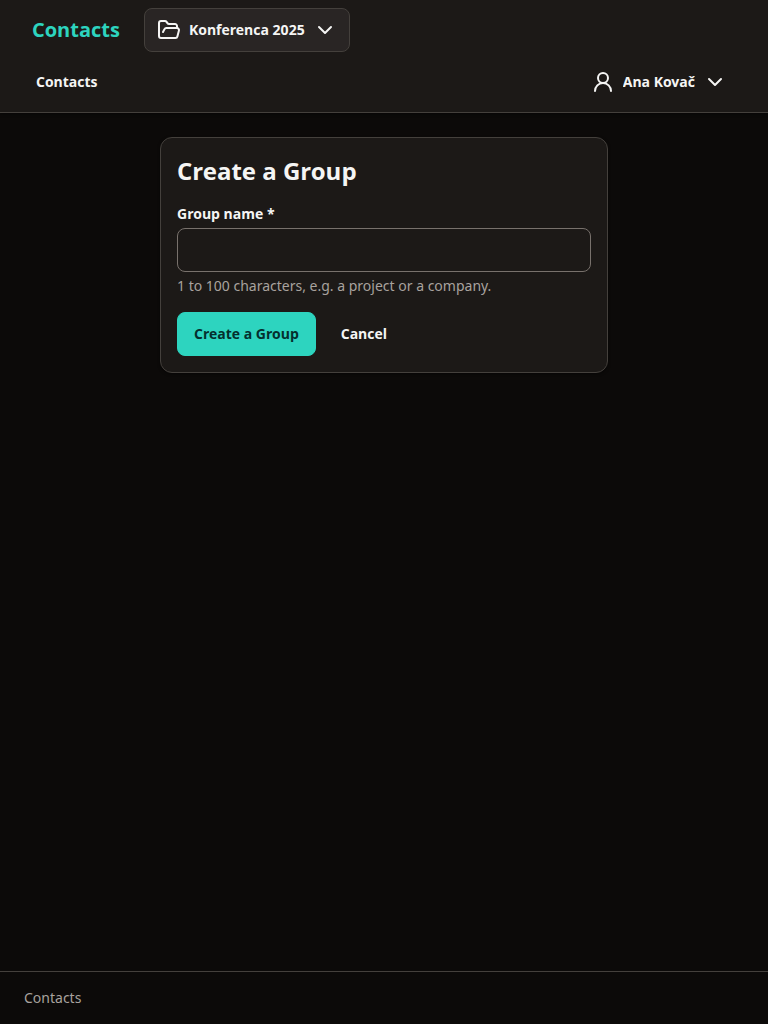 Contacts
Konferenca 2025
Contacts
Ana Kovač
Create a Group
Group name *
1 to 100 characters, e.g. a project or a company.
Create a Group
Cancel
Contacts